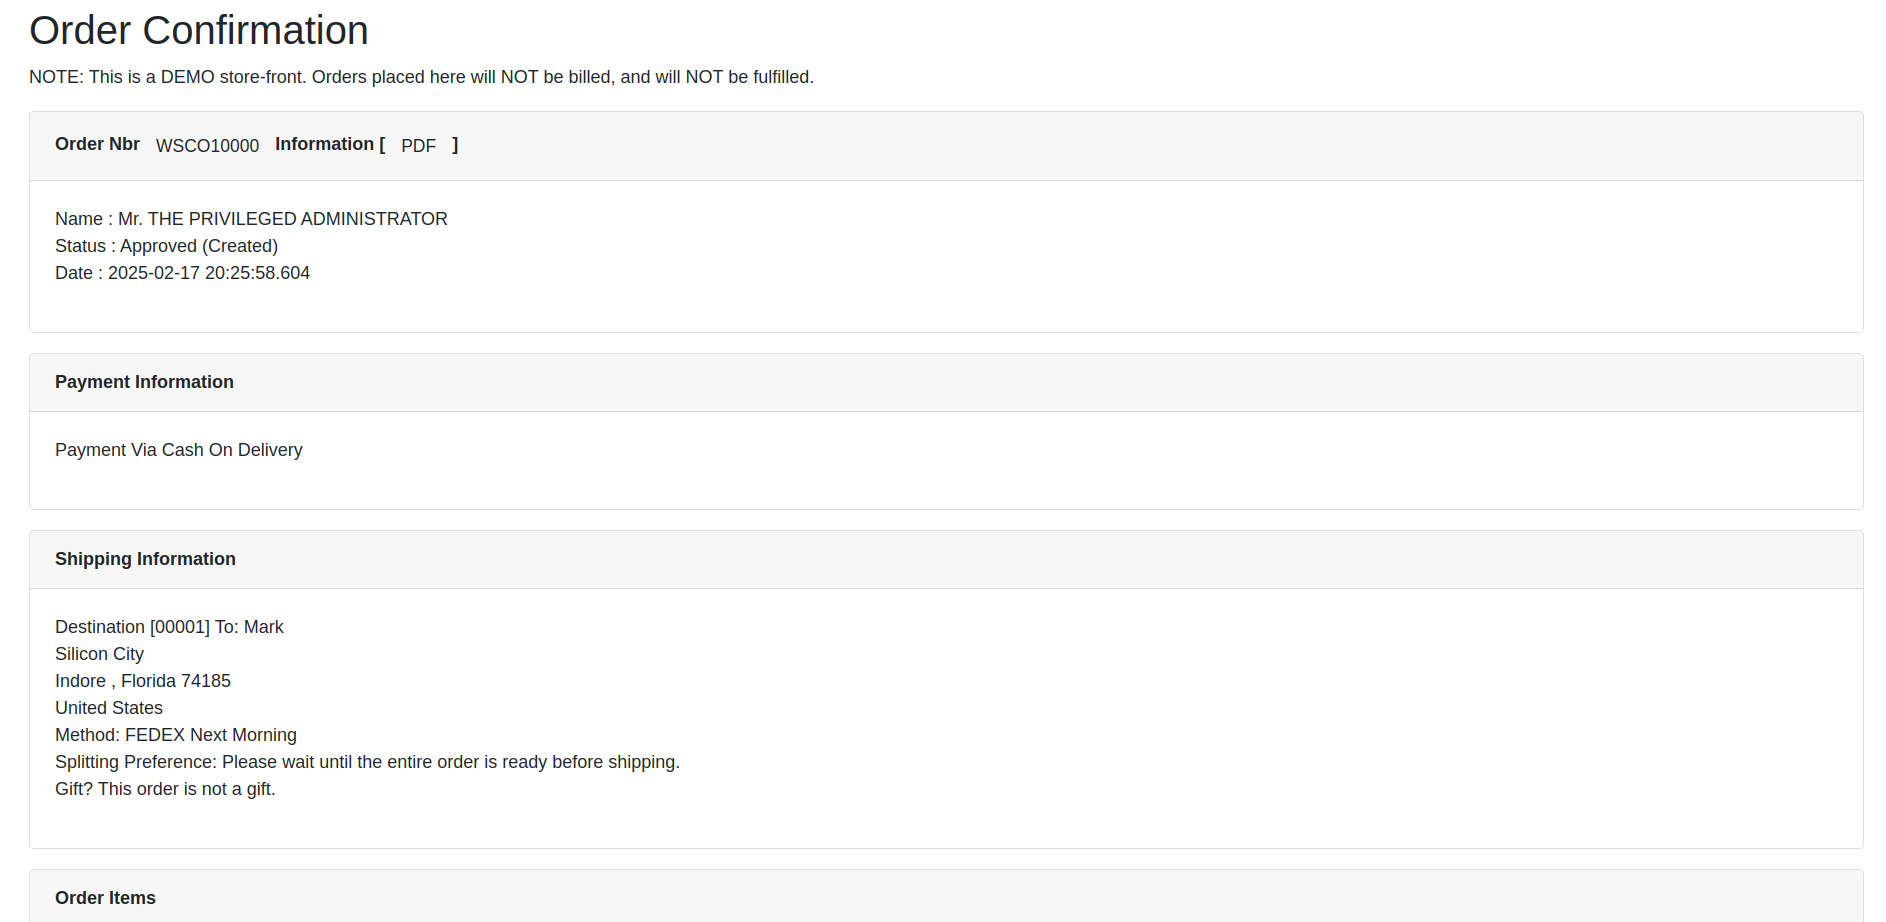 Order Confirmation
NOTE: This is a DEMO store-front. Orders placed here will NOT be billed, and will NOT be fulfilled.
Order Nbr WSCO10000 Information [ PDF ]
Name : Mr. THE PRIVILEGED ADMINISTRATOR
Status : Approved (Created)
Date : 2025-02-17 20:25:58.604
Payment Information
Payment Via Cash On Delivery
Shipping Information
Destination [00001] To: Mark
Silicon City
Indore , Florida 74185
United States
Method: FEDEX Next Morning
Splitting Preference: Please wait until the entire order is ready before shipping.
Gift? This order is not a gift.
Order Items